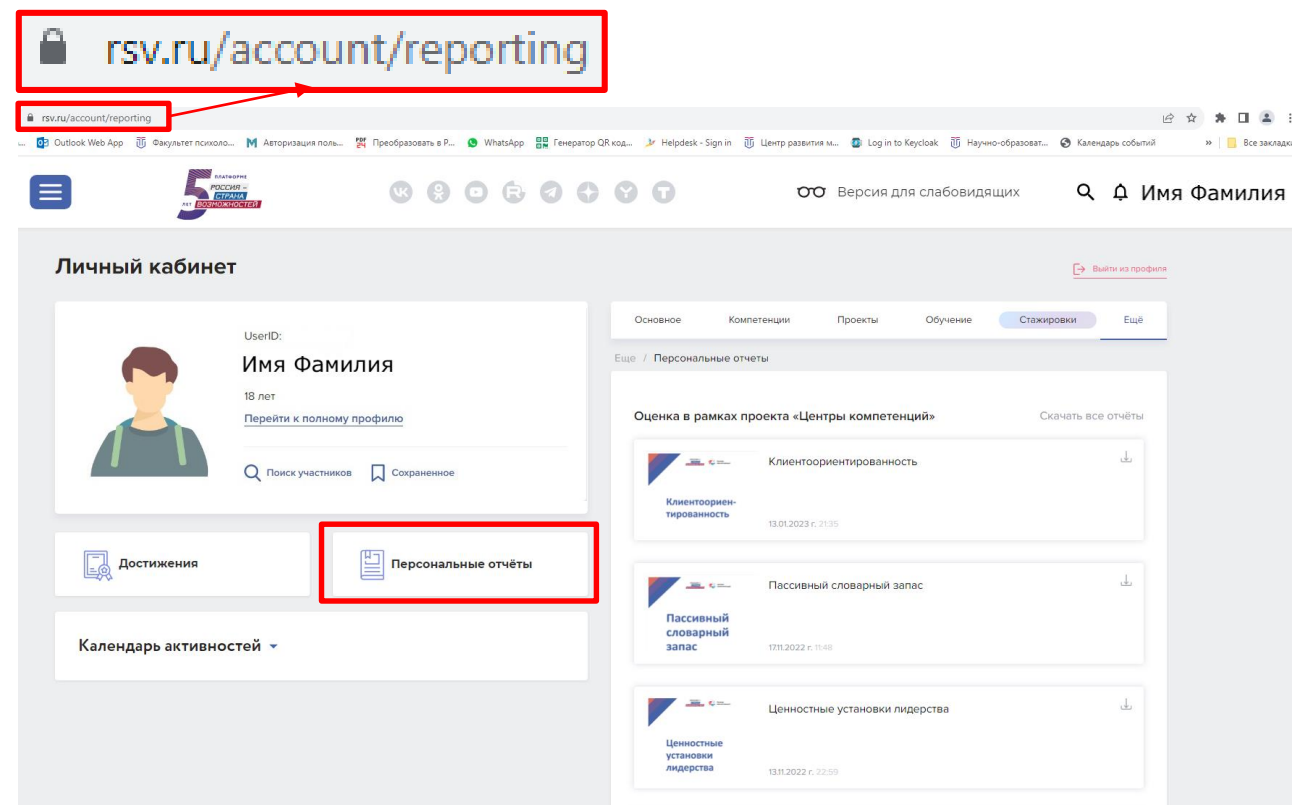 rsv.ru/account/reporting
rsv.ru/account/reporting
Outlook Web App
Факультет психоло...
Авторизация поль...
Преобразовать в P...
WhatsApp
Генератор QR код...
Helpdesk - Sign in
Центр развития м...
Log in to Keycloak
Научно-образоват...
Календарь событий
»
Все закладки
5 лет
ПЛАТФОРМА
РОССИЯ –
СТРАНА
ВОЗМОЖНОСТЕЙ
Версия для слабовидящих
Имя Фамилия
Личный кабинет
Выйти из профиля
UserID:
Имя Фамилия
18 лет
Перейти к полному профилю
Поиск участников
Сохраненное
Достижения
Персональные отчёты
Календарь активностей
Основное
Компетенции
Проекты
Обучение
Стажировки
Ещё
Еще / Персональные отчеты
Оценка в рамках проекта «Центры компетенций»
Скачать все отчёты
Клиентоориен-
тированность
Клиентоориентированность
13.01.2023 г. 21:35
Пассивный
словарный
запас
Пассивный словарный запас
17.11.2022 г. 11:48
Ценностные
установки
лидерства
Ценностные установки лидерства
13.11.2022 г. 22:59